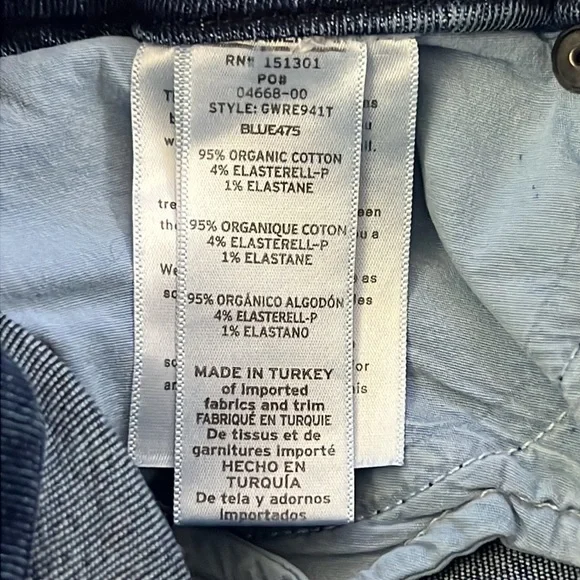 RN# 151301
PO#
04668-00
STYLE: GWRE941T
BLUE475
95% ORGANIC COTTON
4% ELASTERELL-P
1% ELASTANE
95% ORGANIQUE COTON
4% ELASTERELL-P
1% ELASTANE
95% ORGÁNICO ALGODÓN
4% ELASTERELL-P
1% ELASTANO
MADE IN TURKEY
of imported
fabrics and trim
FABRIQUÉ EN TURQUIE
De tissus et de
garnitures importé
HECHO EN
TURQUÍA
De tela y adornos
Importados